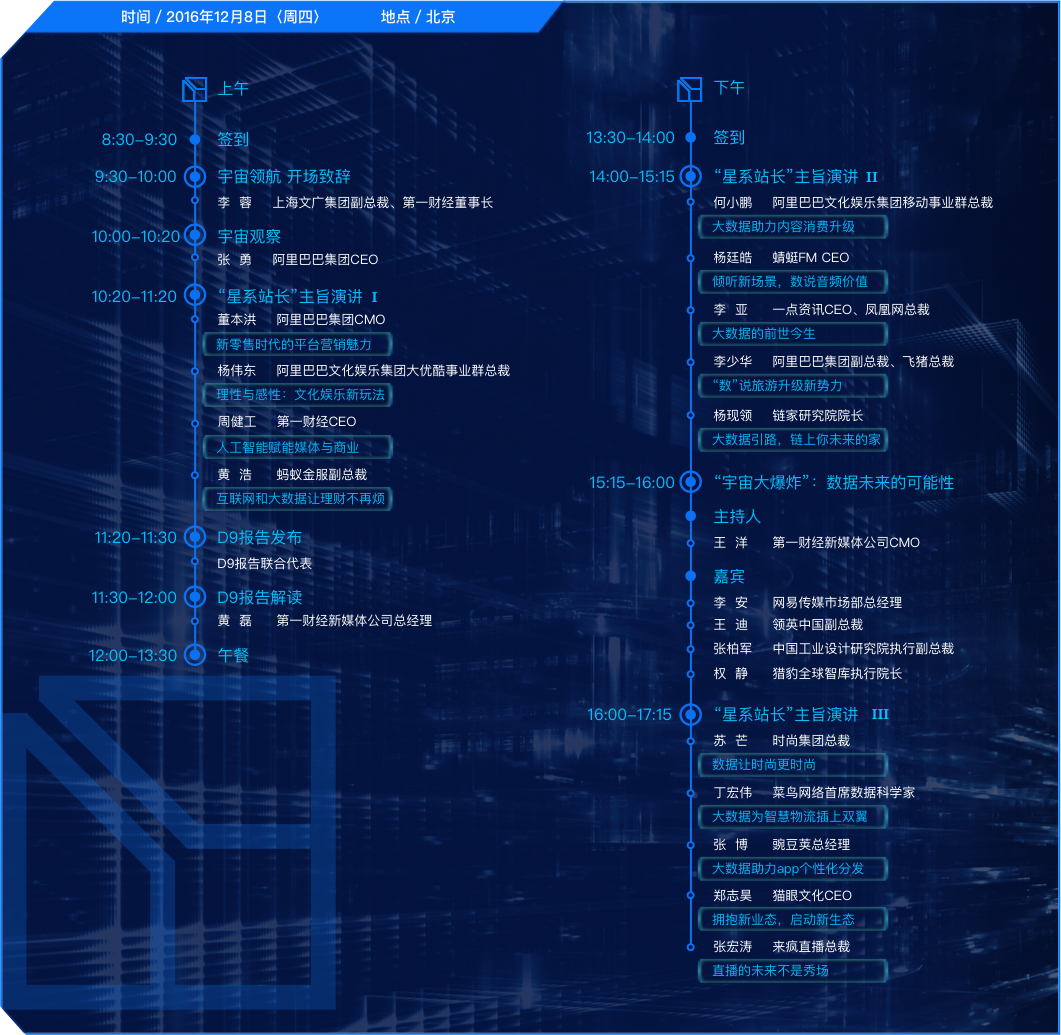 时间 / 2016年12月8日（周四） 地点 / 北京
上午
8:30–9:30 签到
9:30–10:00 宇宙领航 开场致辞
李 蓉 上海文广集团副总裁、第一财经董事长
10:00–10:20 宇宙观察
张 勇 阿里巴巴集团CEO
10:20–11:20 “星系站长”主旨演讲 I
董本洪 阿里巴巴集团CMO
新零售时代的平台营销魅力
杨伟东 阿里巴巴文化娱乐集团大优酷事业群总裁
理性与感性：文化娱乐新玩法
周健工 第一财经CEO
人工智能赋能媒体与商业
黄 浩 蚂蚁金服副总裁
互联网和大数据让理财不再烦
11:20–11:30 D9报告发布
D9报告联合代表
11:30–12:00 D9报告解读
黄 磊 第一财经新媒体公司总经理
12:00–13:30 午餐
下午
13:30–14:00 签到
14:00–15:15 “星系站长”主旨演讲 II
何小鹏 阿里巴巴文化娱乐集团移动事业群总裁
大数据助力内容消费升级
杨廷皓 蜻蜓FM CEO
倾听新场景，数说音频价值
李 亚 一点资讯CEO、凤凰网总裁
大数据的前世今生
李少华 阿里巴巴集团副总裁、飞猪总裁
“数”说旅游升级新势力
杨现领 链家研究院院长
大数据引路，链上你未来的家
15:15–16:00 “宇宙大爆炸”：数据未来的可能性
主持人
王 洋 第一财经新媒体公司CMO
嘉宾
李 安 网易传媒市场部总经理
王 迪 领英中国副总裁
张柏军 中国工业设计研究院执行副总裁
权 静 猎豹全球智库执行院长
16:00–17:15 “星系站长”主旨演讲 III
苏 芒 时尚集团总裁
数据让时尚更时尚
丁宏伟 菜鸟网络首席数据科学家
大数据为智慧物流插上双翼
张 博 豌豆荚总经理
大数据助力app个性化分发
郑志昊 猫眼文化CEO
拥抱新业态，启动新生态
张宏涛 来疯直播总裁
直播的未来不是秀场